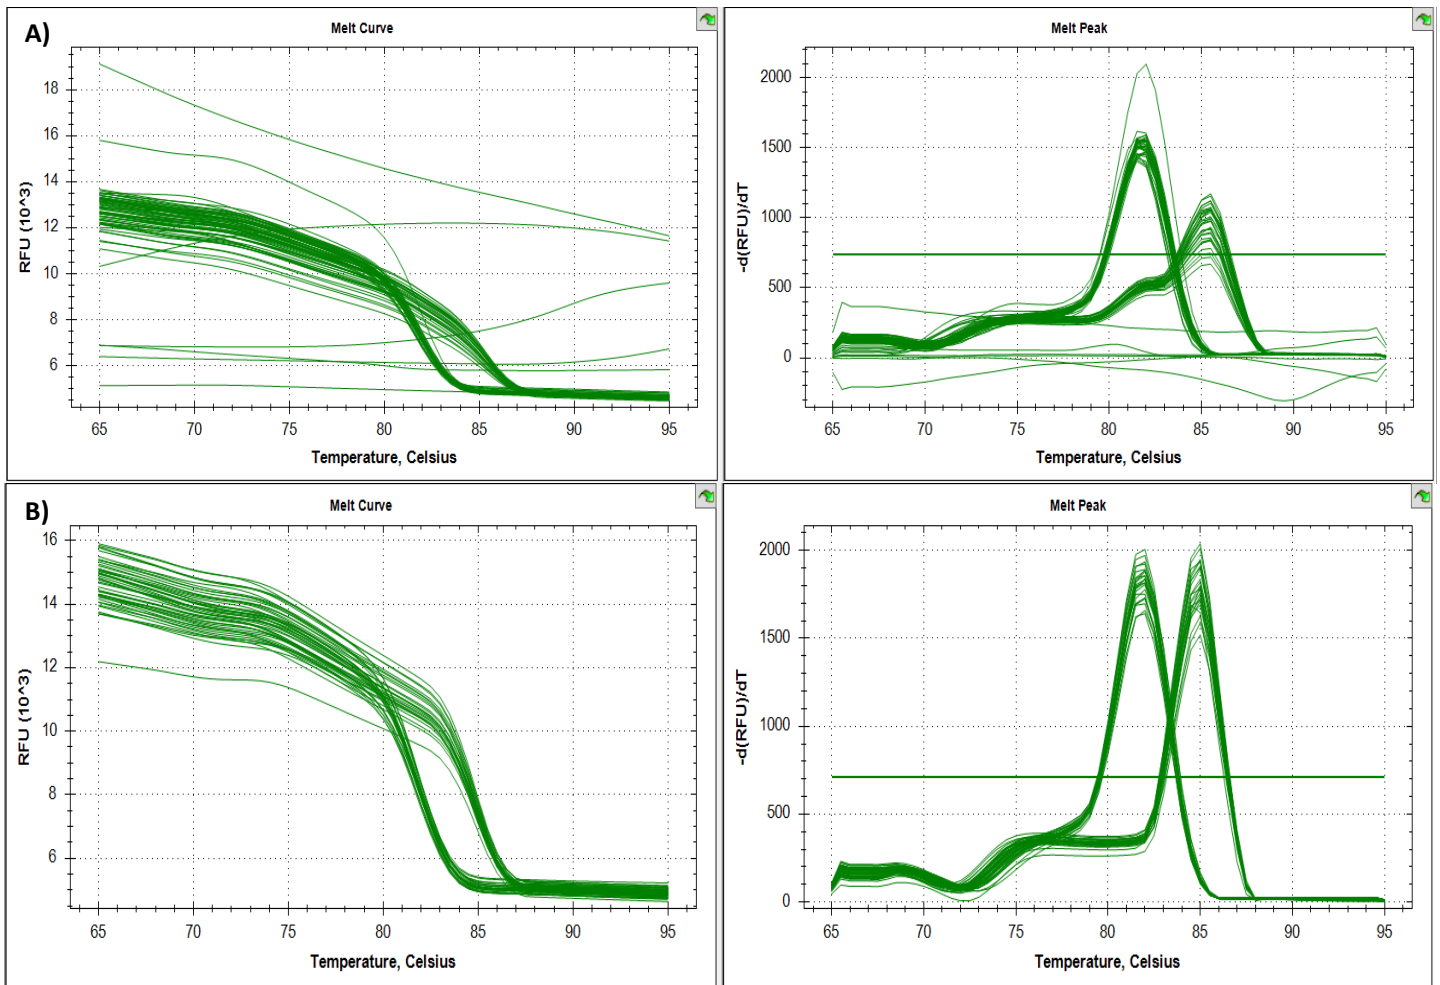 A)
Melt Curve
RFU (10^3)
18
16
14
12
10
8
6
65 70 75 80 85 90 95
Temperature, Celsius
Melt Peak
-d(RFU)/dT
2000
1500
1000
500
0
65 70 75 80 85 90 95
Temperature, Celsius
B)
Melt Curve
RFU (10^3)
16
14
12
10
8
6
65 70 75 80 85 90 95
Temperature, Celsius
Melt Peak
-d(RFU)/dT
2000
1500
1000
500
0
65 70 75 80 85 90 95
Temperature, Celsius